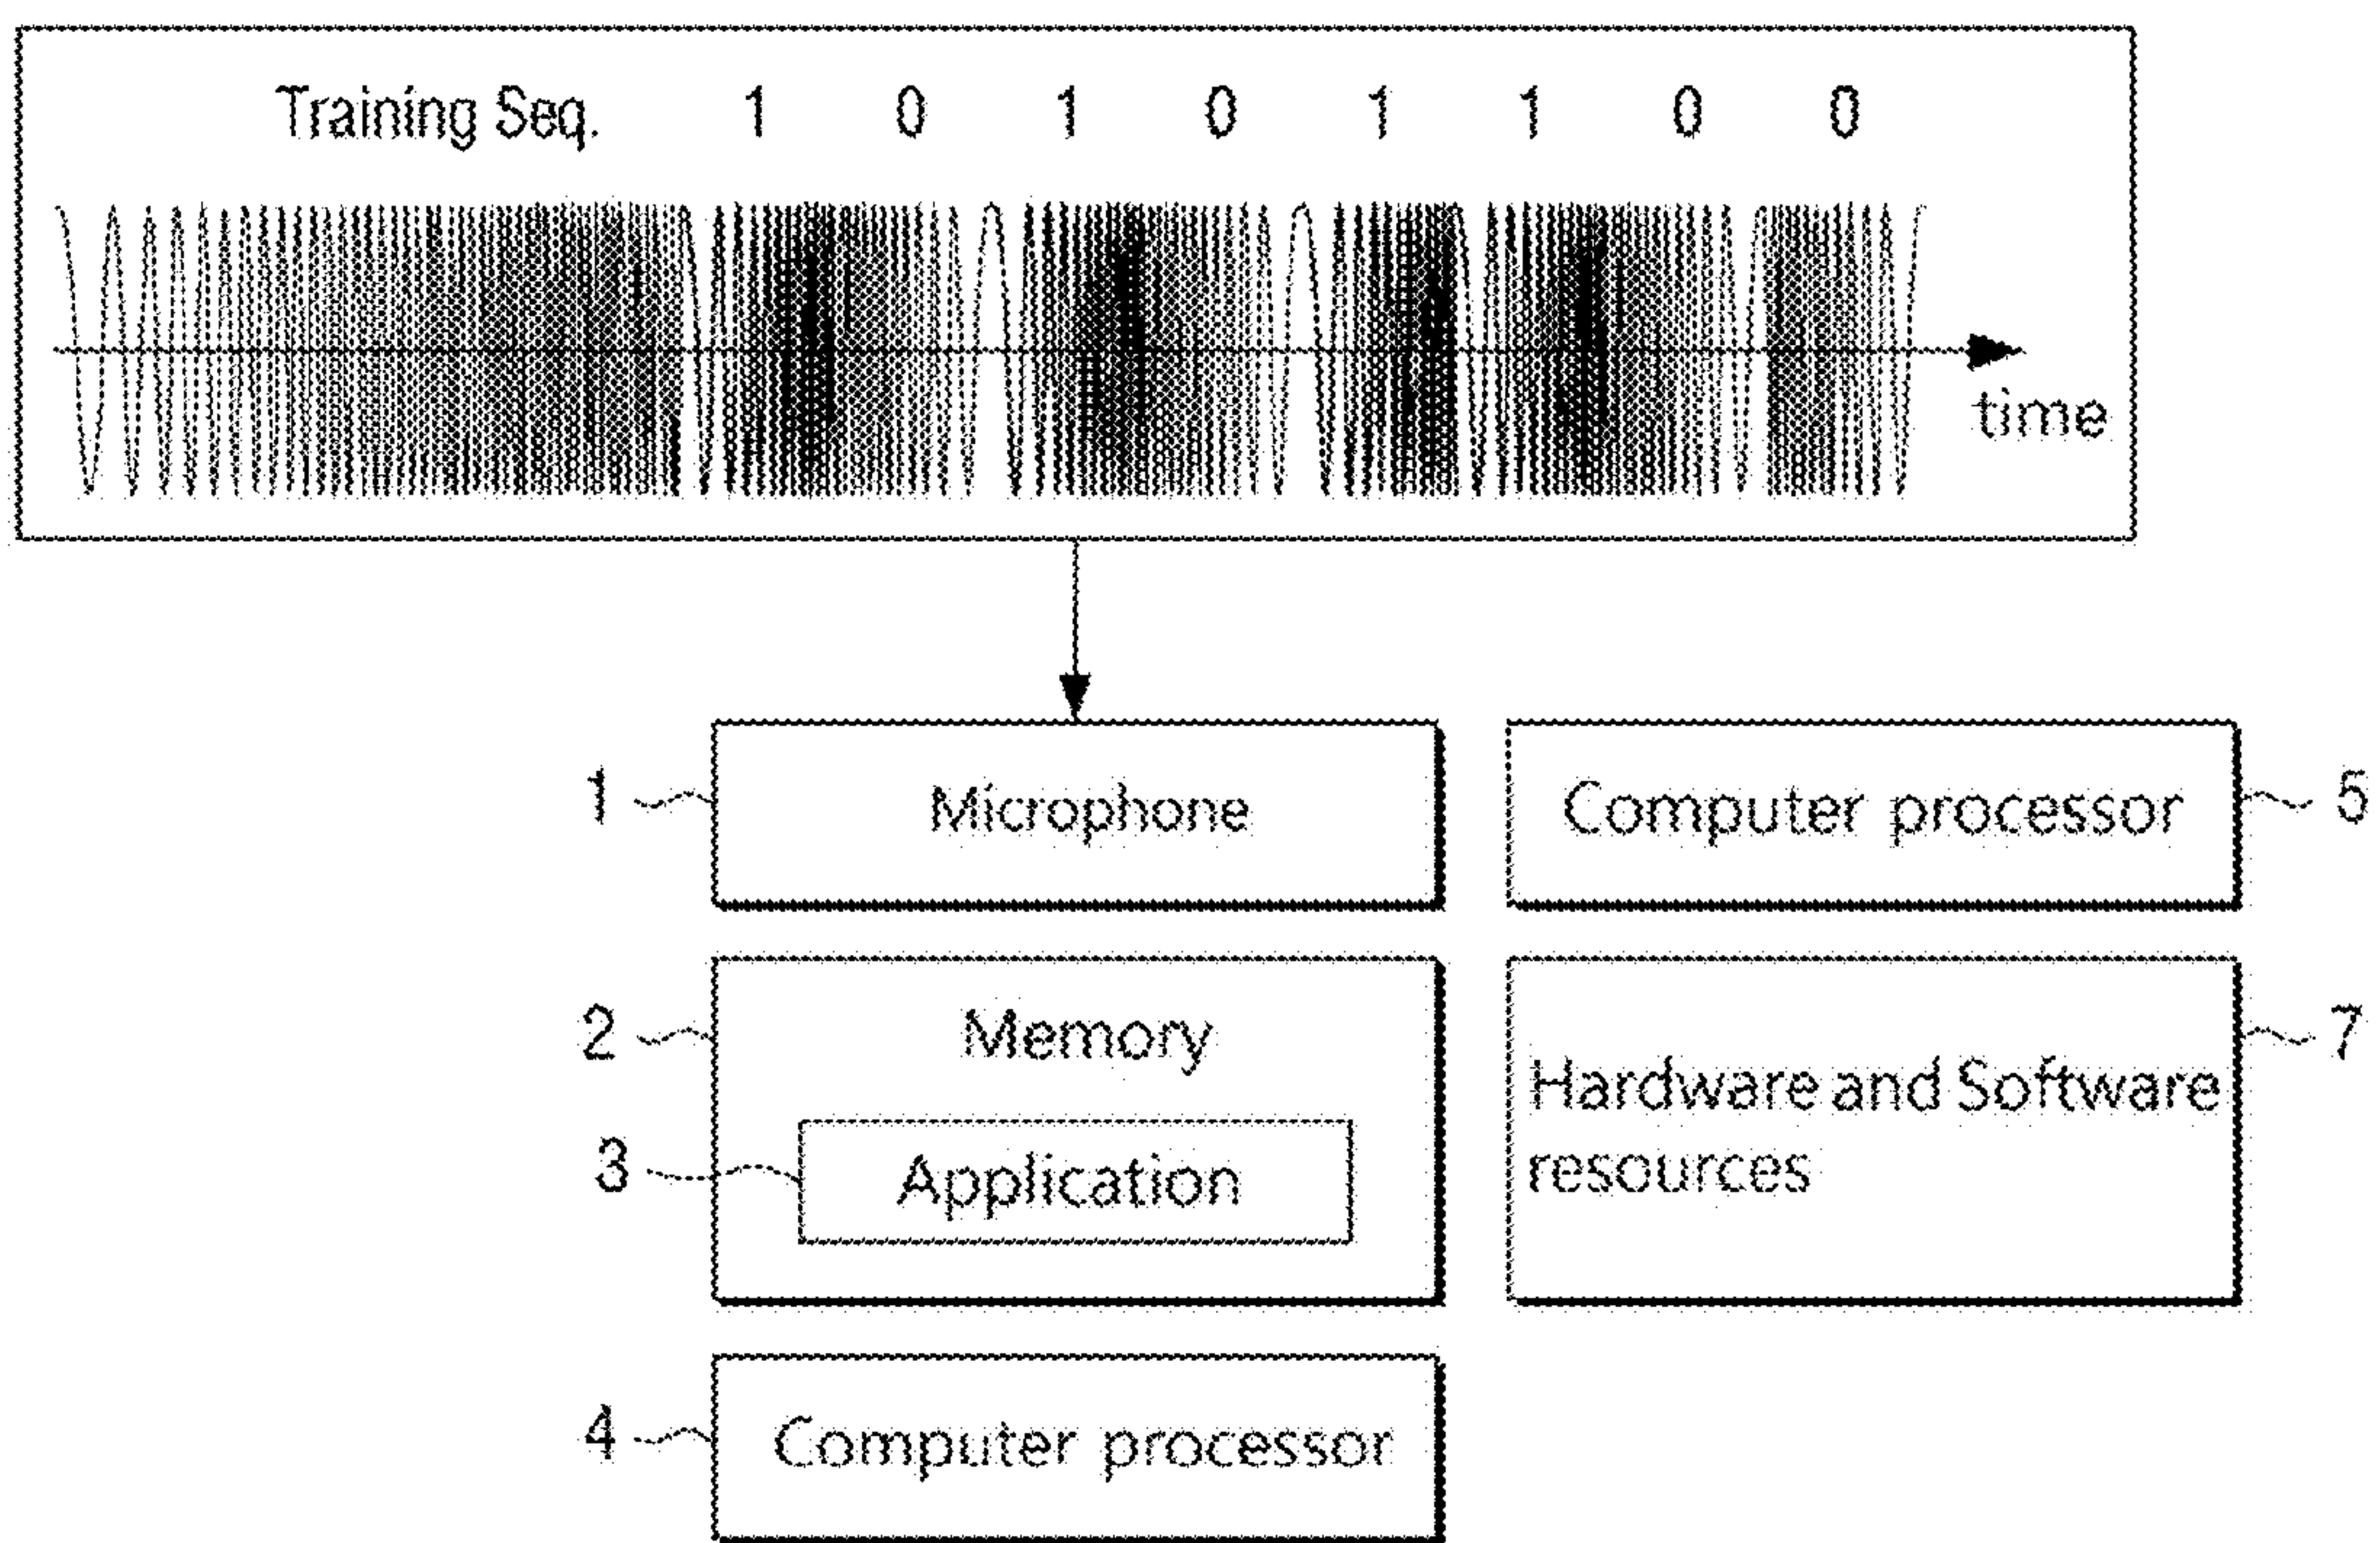 Training Seq. 1 0 1 0 1 1 0 0
time
1 Microphone
Computer processor 5
2 Memory
Hardware and Software 7
resources
3 Application
4 Computer processor